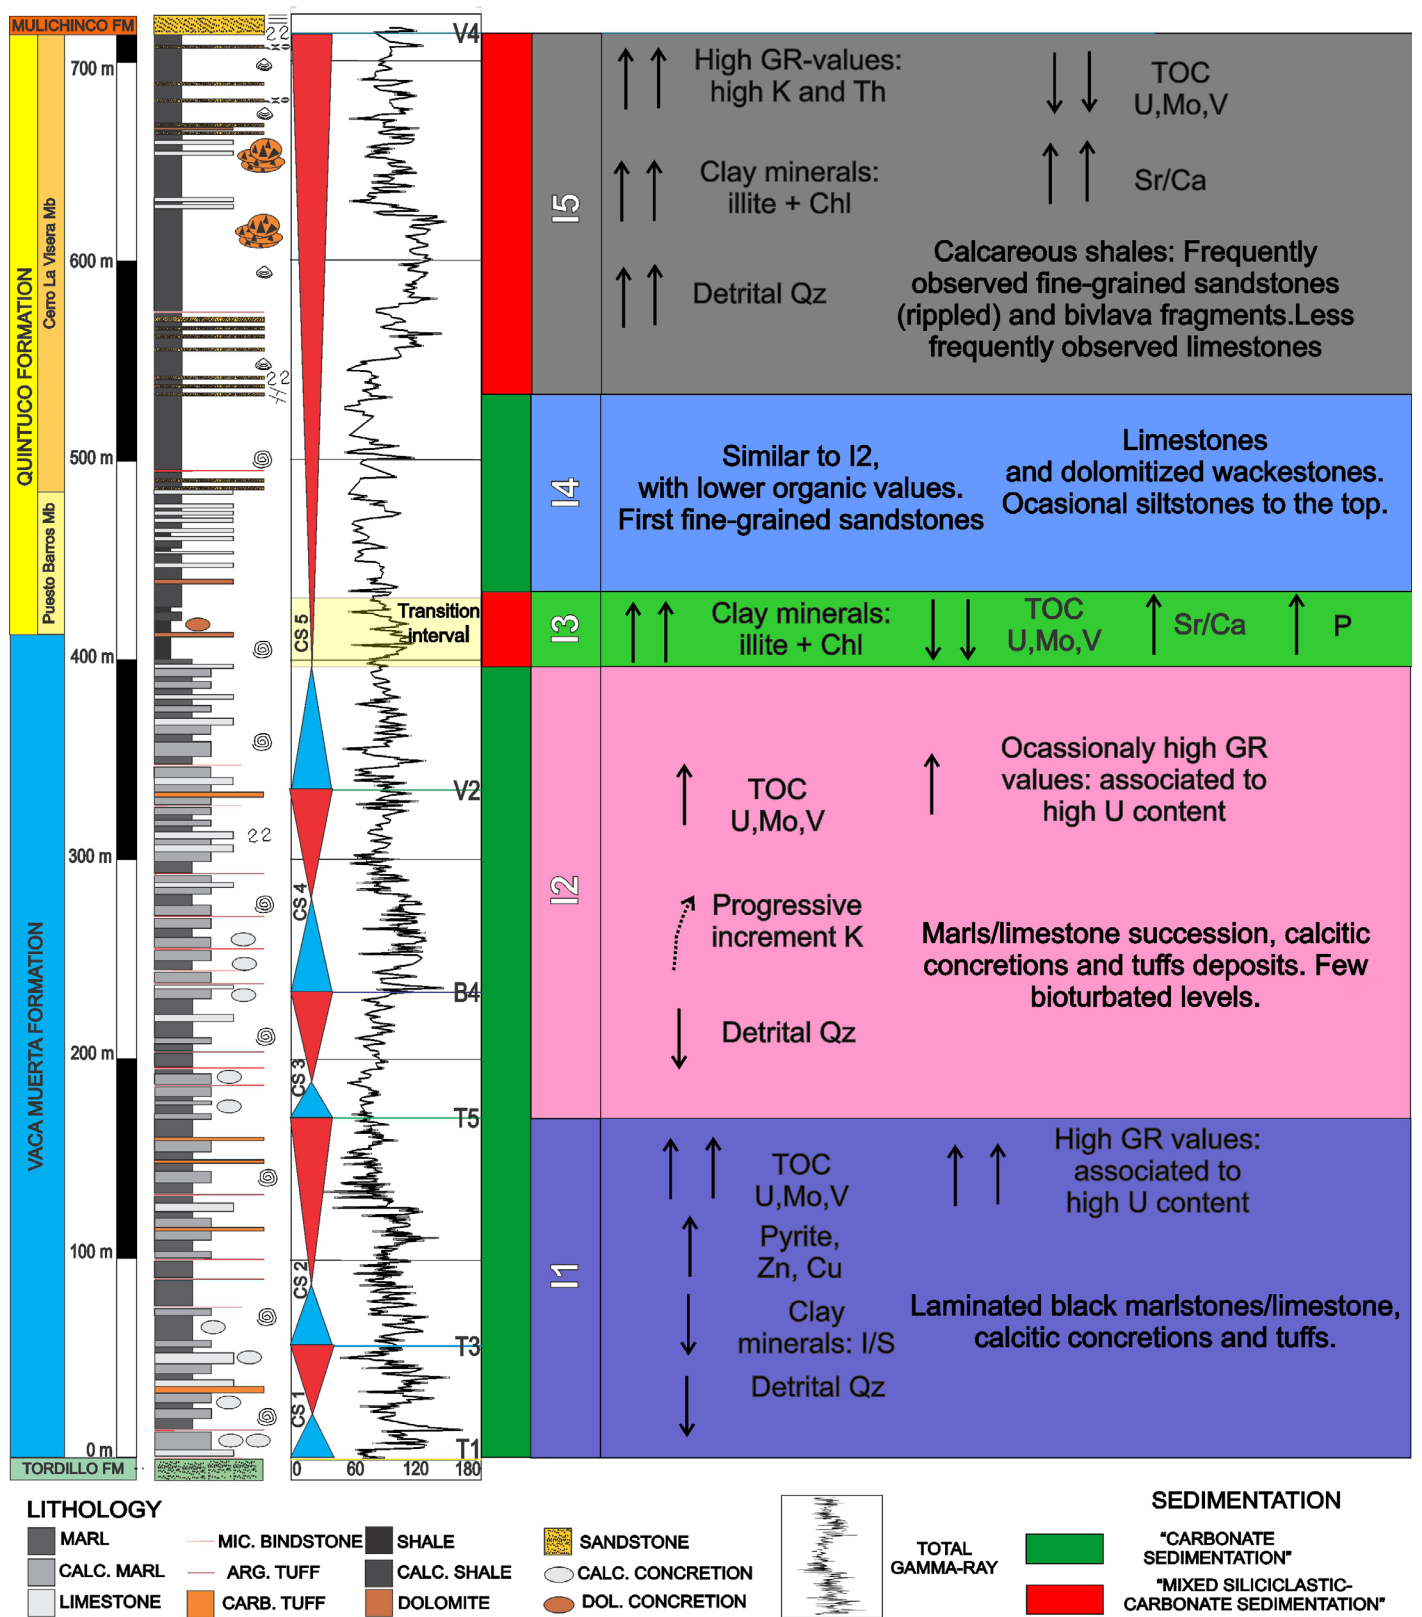 MULICHINCO FM
QUINTUCO FORMATION
Cerro La Visera Mb
Puesto Barros Mb
VACA MUERTA FORMATION
TORDILLO FM
700 m
600 m
500 m
400 m
300 m
200 m
100 m
0 m
CS 5
CS 4
CS 3
CS 2
CS 1
V4
Transition
interval
V2
B4
T5
T3
T1
0 60 120 180
I5
High GR-values:
high K and Th
TOC
U,Mo,V
Clay minerals:
illite + Chl
Sr/Ca
Detrital Qz
Calcareous shales: Frequently
observed fine-grained sandstones
(rippled) and bivlava fragments.Less
frequently observed limestones
I4
Similar to I2,
with lower organic values.
First fine-grained sandstones
Limestones
and dolomitized wackestones.
Ocasional siltstones to the top.
I3
Clay minerals:
illite + Chl
TOC
U,Mo,V
Sr/Ca
P
I2
TOC
U,Mo,V
Ocassionaly high GR
values: associated to
high U content
Progressive
increment K
Marls/limestone succession, calcitic
concretions and tuffs deposits. Few
bioturbated levels.
Detrital Qz
I1
TOC
U,Mo,V
High GR values:
associated to
high U content
Pyrite,
Zn, Cu
Clay
minerals: I/S
Laminated black marlstones/limestone,
calcitic concretions and tuffs.
Detrital Qz
LITHOLOGY
MARL
CALC. MARL
LIMESTONE
MIC. BINDSTONE
ARG. TUFF
CARB. TUFF
SHALE
CALC. SHALE
DOLOMITE
SANDSTONE
CALC. CONCRETION
DOL. CONCRETION
TOTAL
GAMMA-RAY
SEDIMENTATION
"CARBONATE
SEDIMENTATION"
"MIXED SILICICLASTIC-
CARBONATE SEDIMENTATION"